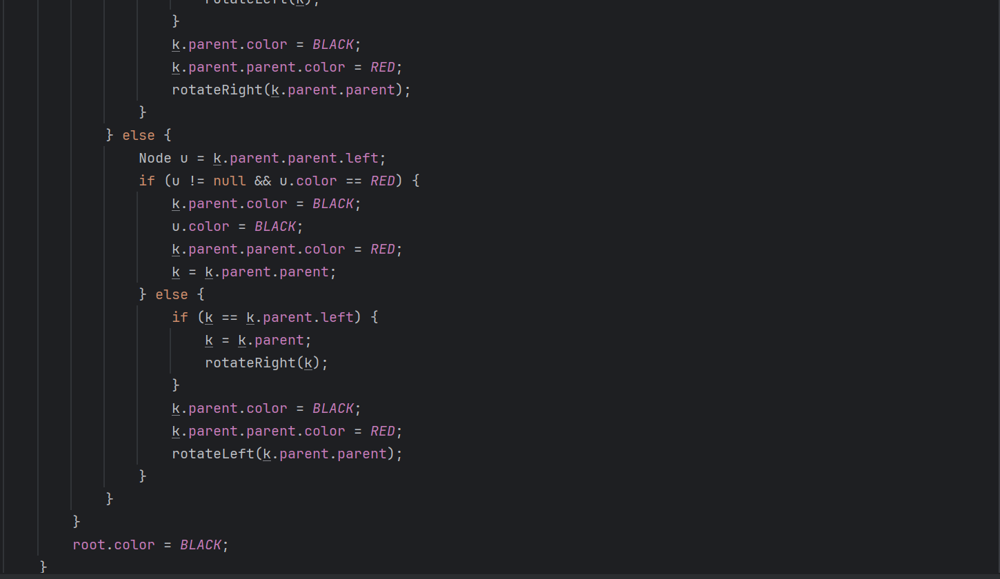 rotateLeft(k);
}
k.parent.color = BLACK;
k.parent.parent.color = RED;
rotateRight(k.parent.parent);
}
} else {
Node u = k.parent.parent.left;
if (u != null && u.color == RED) {
k.parent.color = BLACK;
u.color = BLACK;
k.parent.parent.color = RED;
k = k.parent.parent;
} else {
if (k == k.parent.left) {
k = k.parent;
rotateRight(k);
}
k.parent.color = BLACK;
k.parent.parent.color = RED;
rotateLeft(k.parent.parent);
}
}
}
root.color = BLACK;
}